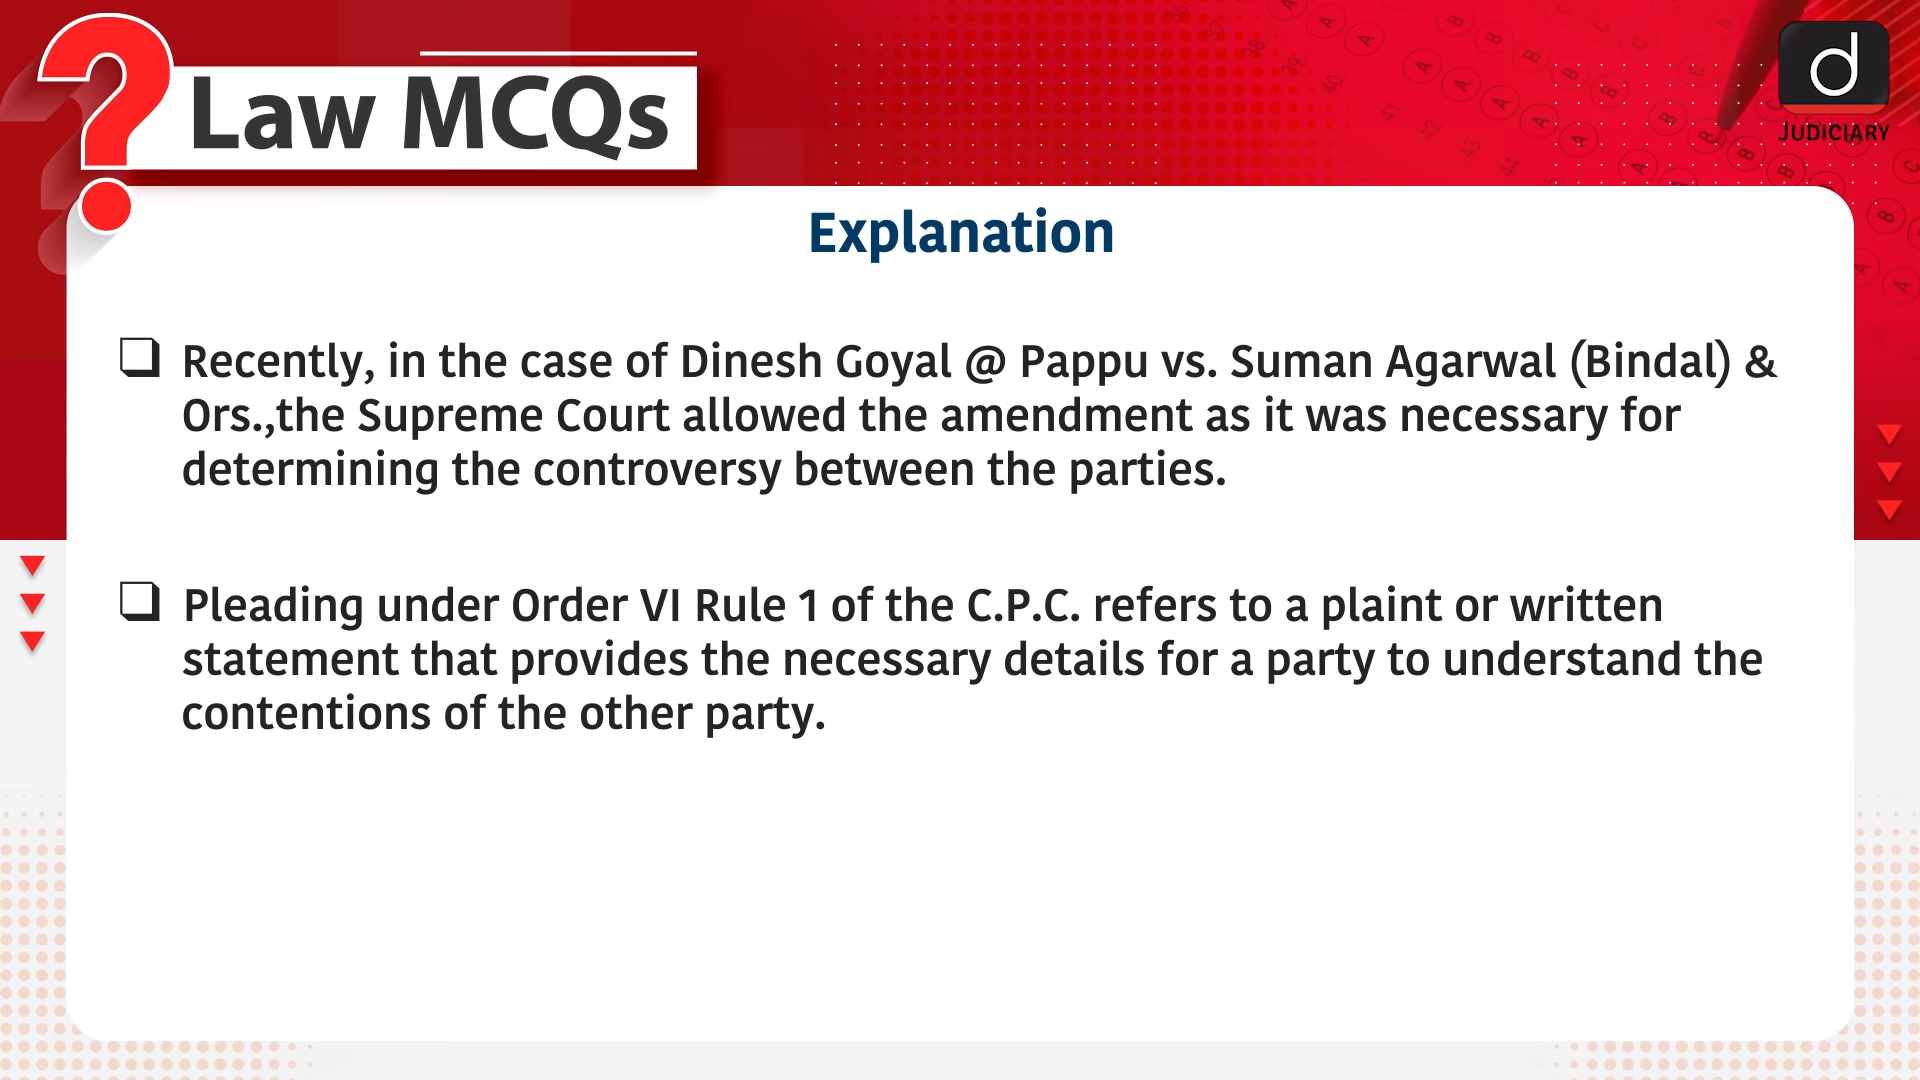 Law MCQs
d
JUDICIARY
Explanation
❑ Recently, in the case of Dinesh Goyal @ Pappu vs. Suman Agarwal (Bindal) &
Ors.,the Supreme Court allowed the amendment as it was necessary for
determining the controversy between the parties.
❑ Pleading under Order VI Rule 1 of the C.P.C. refers to a plaint or written
statement that provides the necessary details for a party to understand the
contentions of the other party.